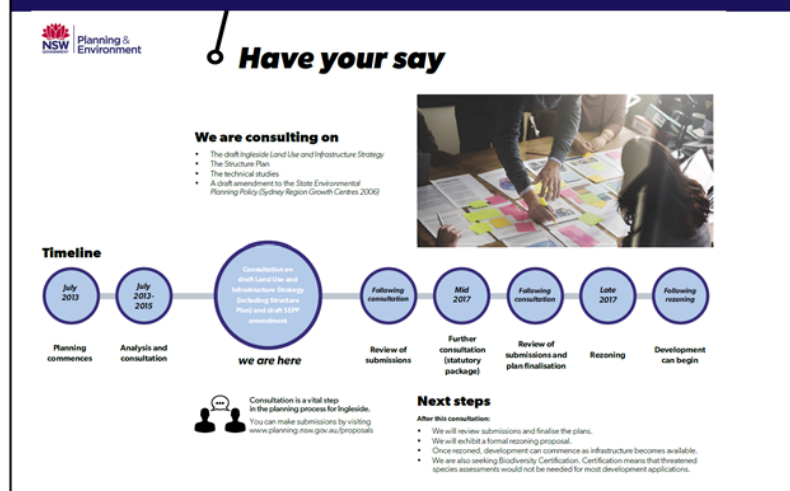 NSW
GOVERNMENT
Planning &
Environment
Have your say
We are consulting on
• The draft Ingleside Land Use and Infrastructure Strategy
• The Structure Plan
• The technical studies
• A draft amendment to the State Environmental
Planning Policy (Sydney Region Growth Centres 2006)
Timeline
July
2013
Planning
commences
July
2013-
2015
Analysis and
consultation
Consultation on
draft Land Use and
Infrastructure Strategy
(including Structure
Plan) and draft SEPP
amendment
we are here
Following
consultation
Review of
submissions
Mid
2017
Further
consultation
(statutory
package)
Following
consultation
Review of
submissions and
plan finalisation
Late
2017
Rezoning
Following
rezoning
Development
can begin
Consultation is a vital step
in the planning process for Ingleside.
You can make submissions by visiting
www.planning.nsw.gov.au/proposals
Next steps
After this consultation:
• We will review submissions and finalise the plans.
• We will exhibit a formal rezoning proposal.
• Once rezoned, development can commence as infrastructure becomes available.
• We are also seeking Biodiversity Certification. Certification means that threatened
species assessments would not be needed for most development applications.